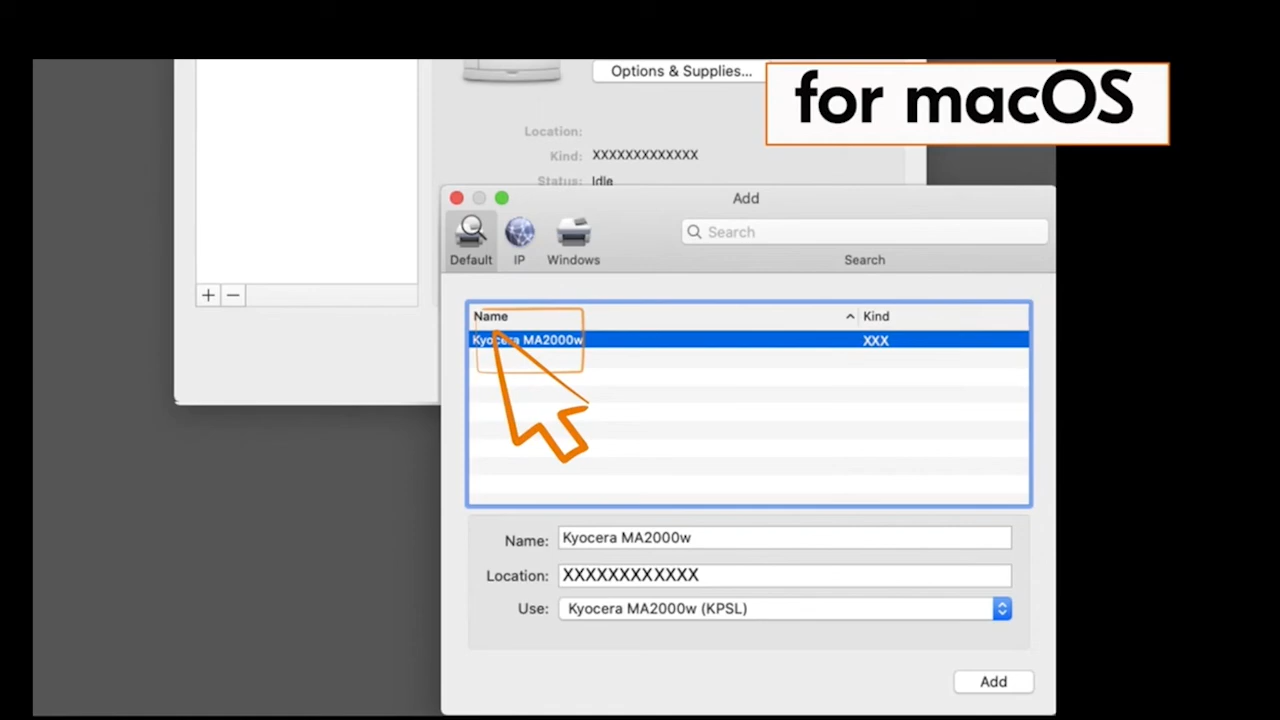 Options & Supplies...
for macOS
Location:
Kind: XXXXXXXXXXXXX
Status: Idle
Add
Default
IP
Windows
Search
Search
Name
Kind
Kyocera MA2000w
XXX
Name: Kyocera MA2000w
Location: XXXXXXXXXXXX
Use: Kyocera MA2000w (KPSL)
Add